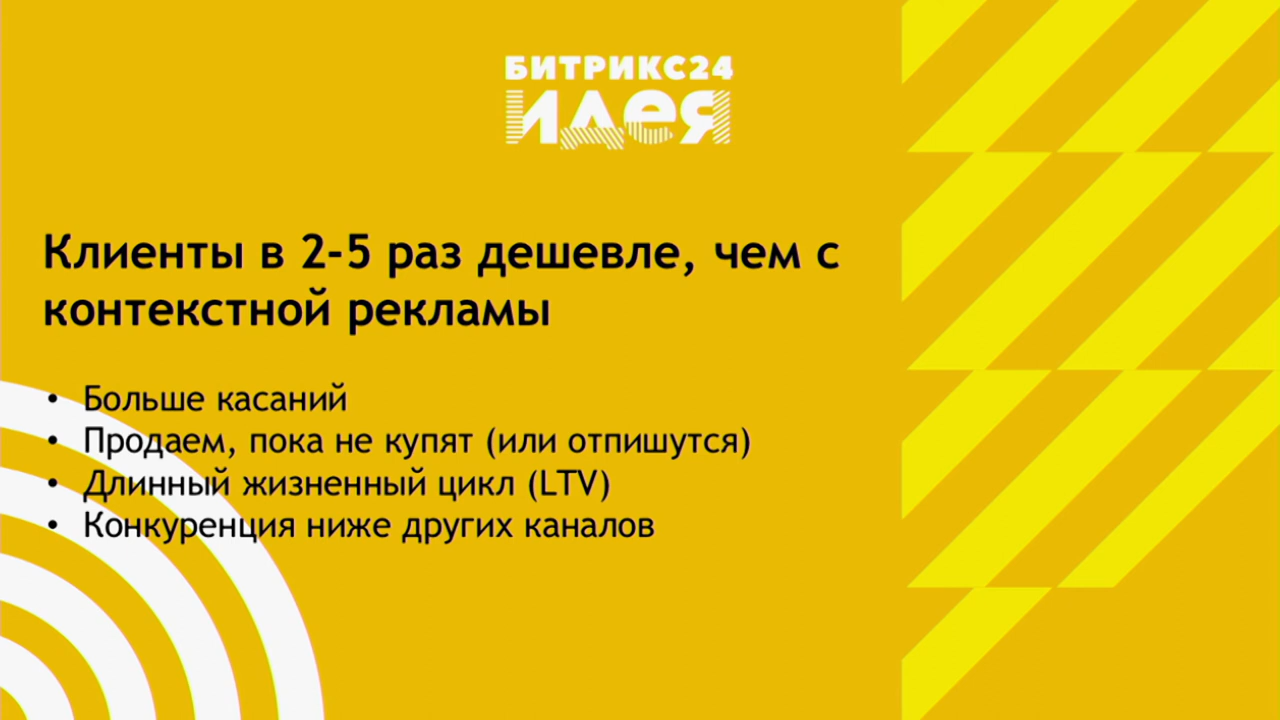 БИТРИКС24
ИДЕЯ
Клиенты в 2-5 раз дешевле, чем с
контекстной рекламы
• Больше касаний
• Продаем, пока не купят (или отпишутся)
• Длинный жизненный цикл (LTV)
• Конкуренция ниже других каналов